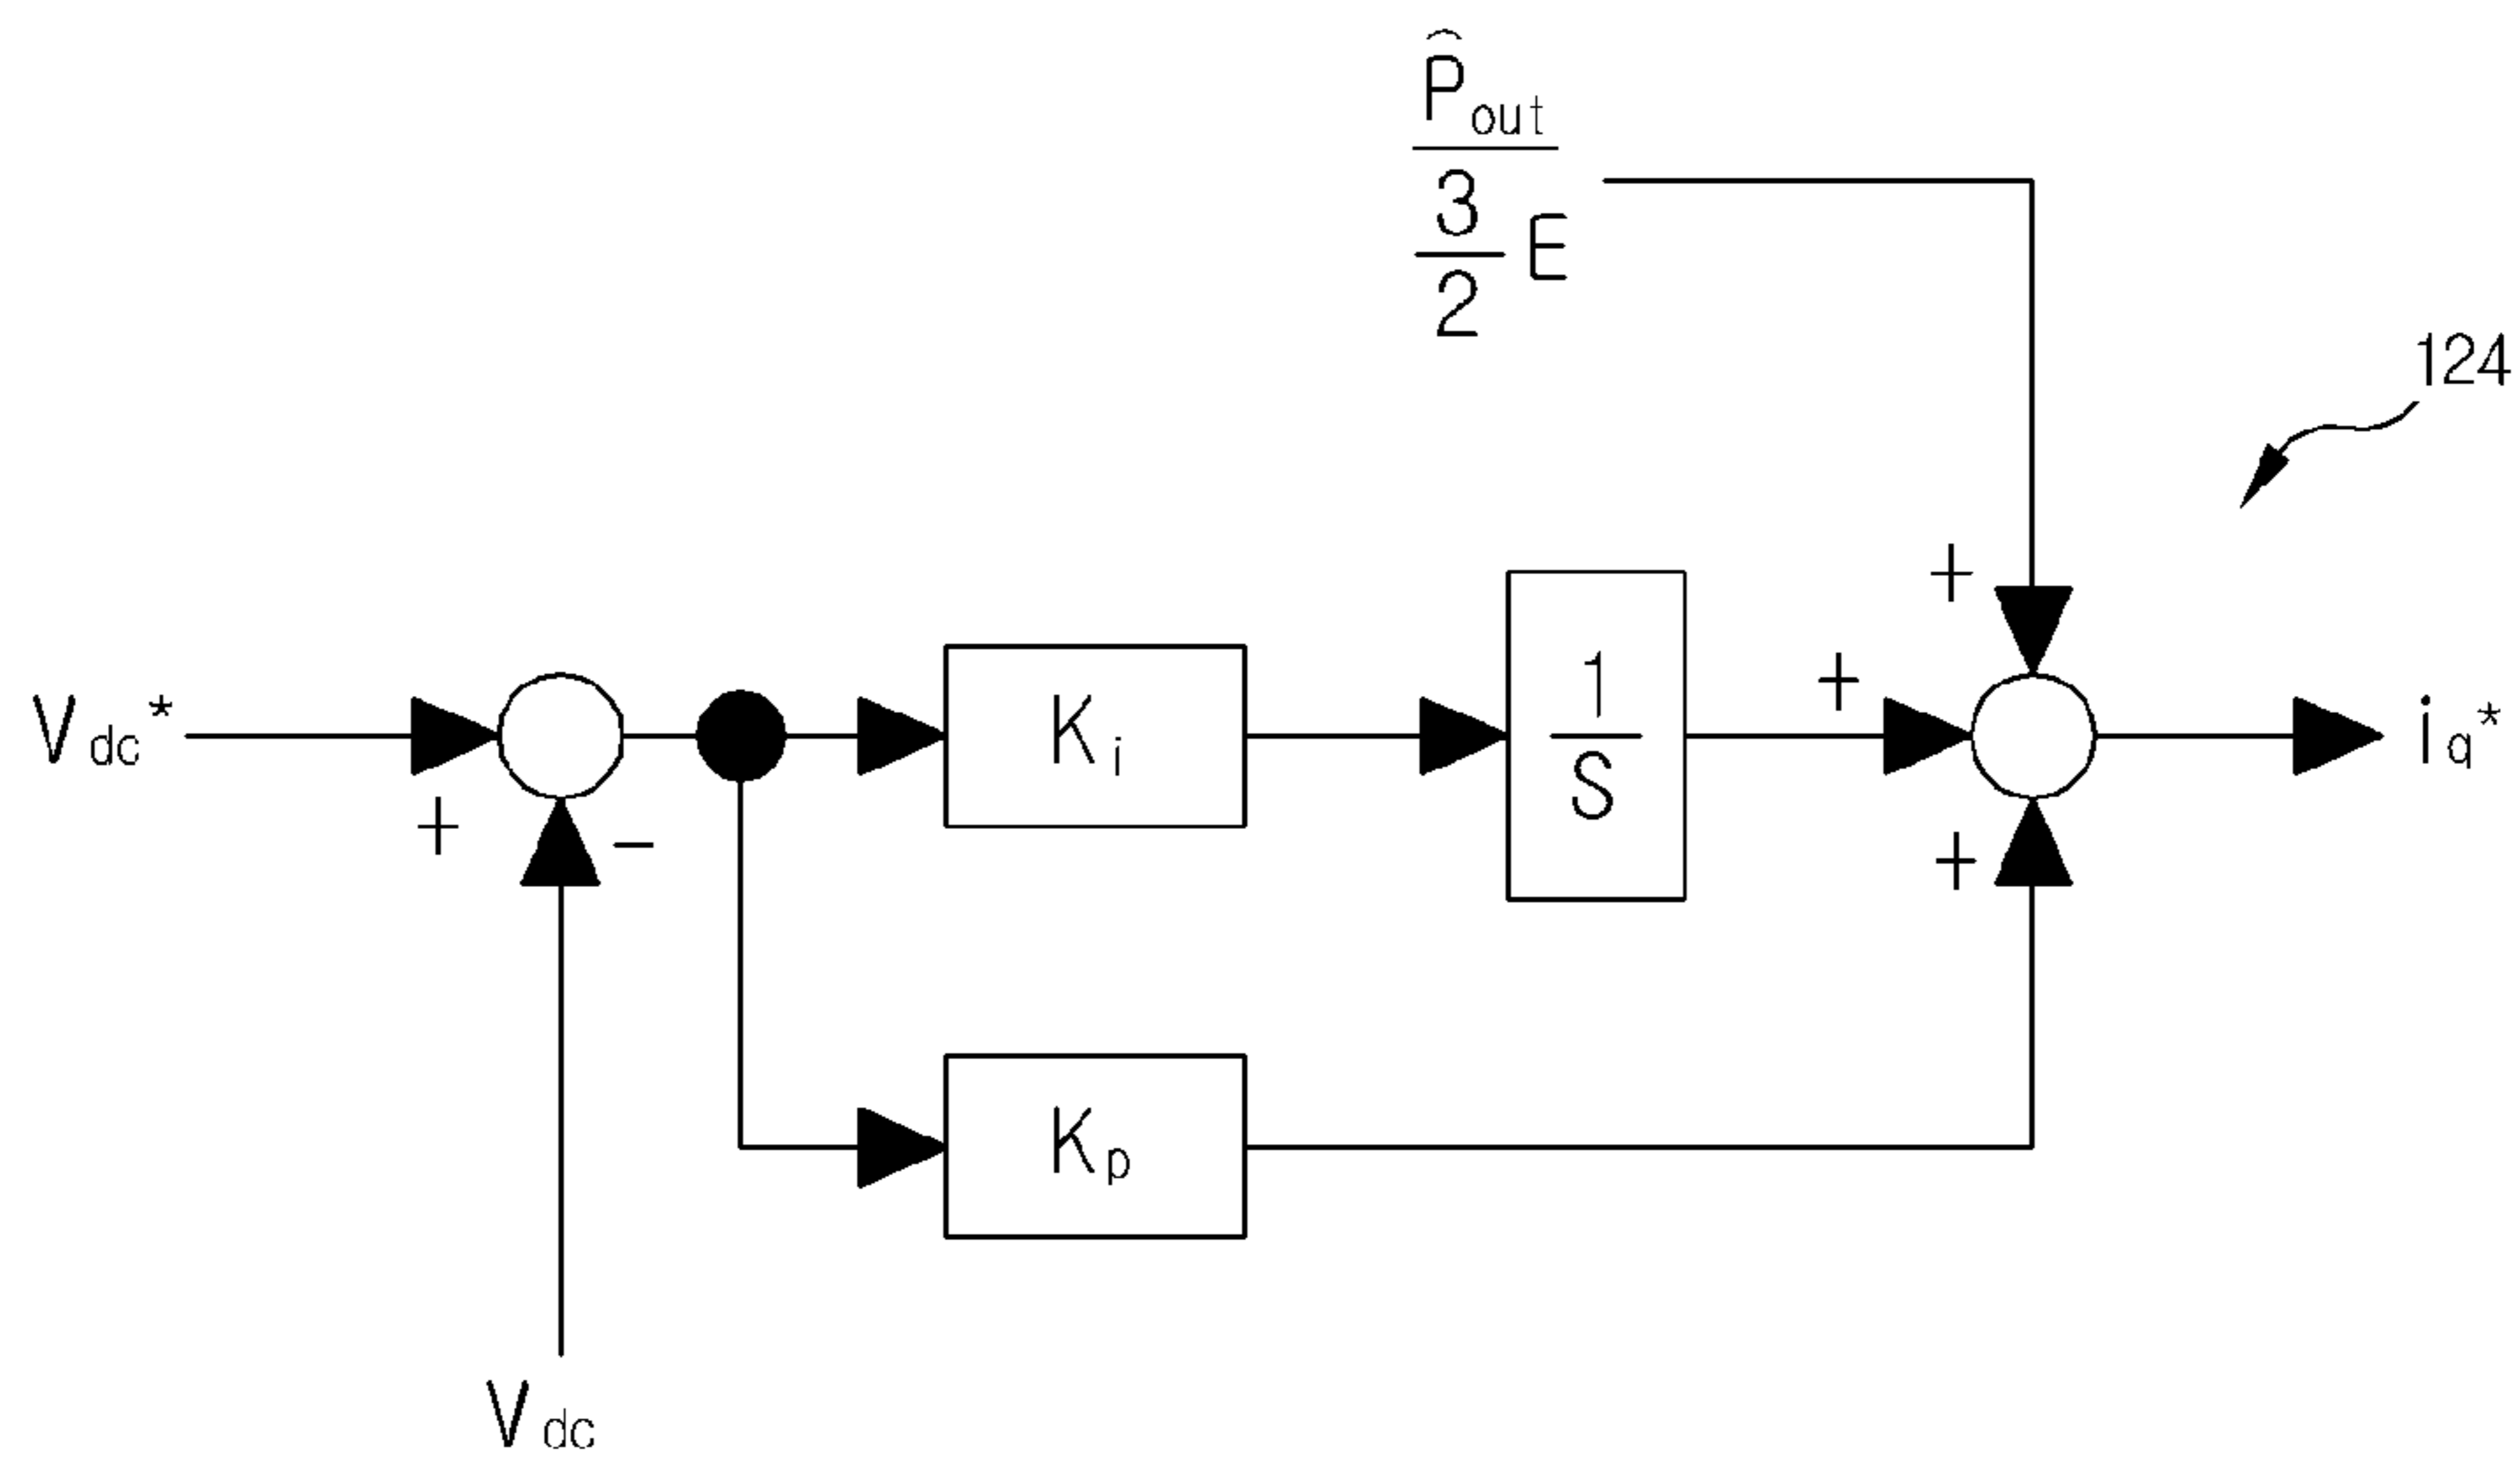 P̂out
3
2 E
124
+
+
Vdc*
Ki
1
S
iq*
+
-
+
Kp
Vdc